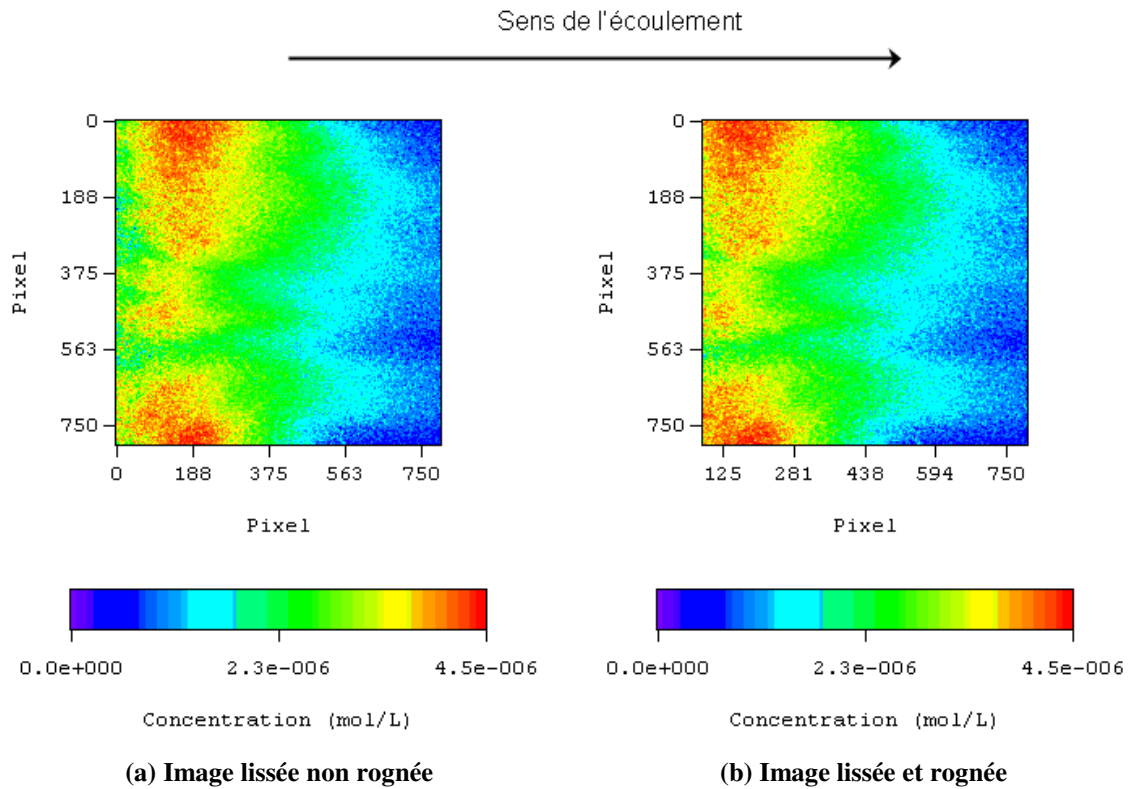 Sens de l'écoulement
0
188
375
563
750
Pixel
0 188 375 563 750
Pixel
0.0e+000 2.3e-006 4.5e-006
Concentration (mol/L)
(a) Image lissée non rognée
0
188
375
563
750
Pixel
125 281 438 594 750
Pixel
0.0e+000 2.3e-006 4.5e-006
Concentration (mol/L)
(b) Image lissée et rognée